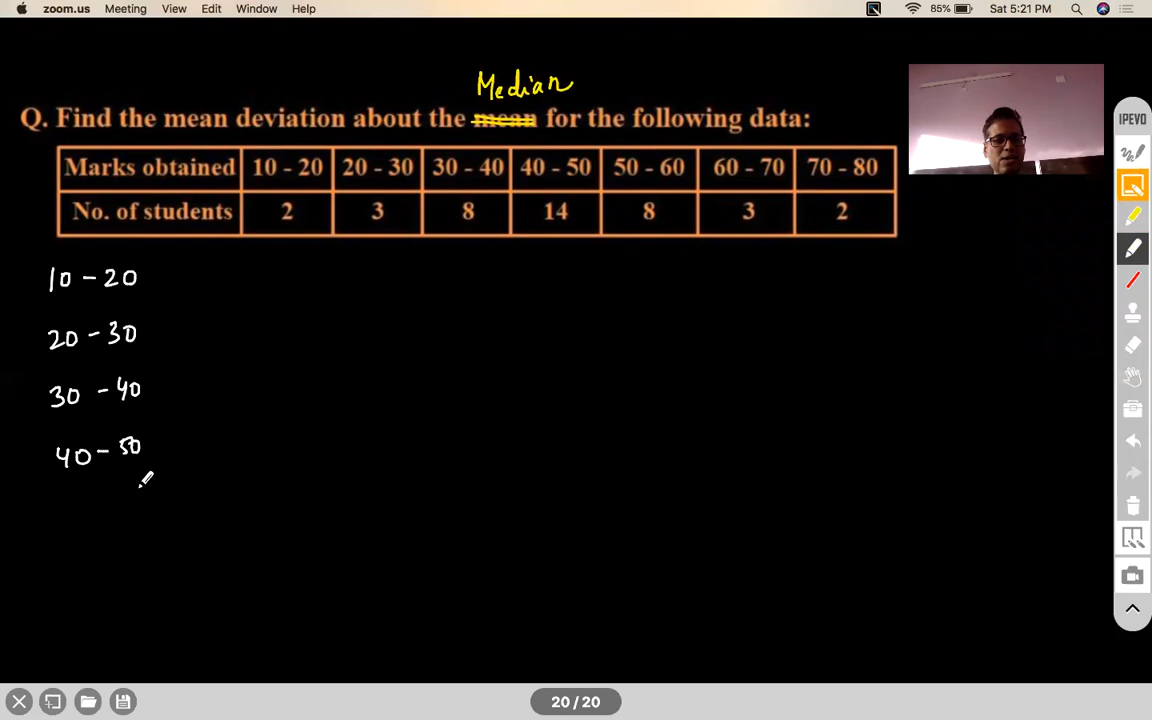 zoom.us Meeting View Edit Window Help 85% Sat 5:21 PM
Median
Q. Find the mean deviation about the mean for the following data:
Marks obtained 10 - 20 20 - 30 30 - 40 40 - 50 50 - 60 60 - 70 70 - 80
No. of students 2 3 8 14 8 3 2
10 - 20
20 - 30
30 - 40
40 - 50
IPEVO
20 / 20